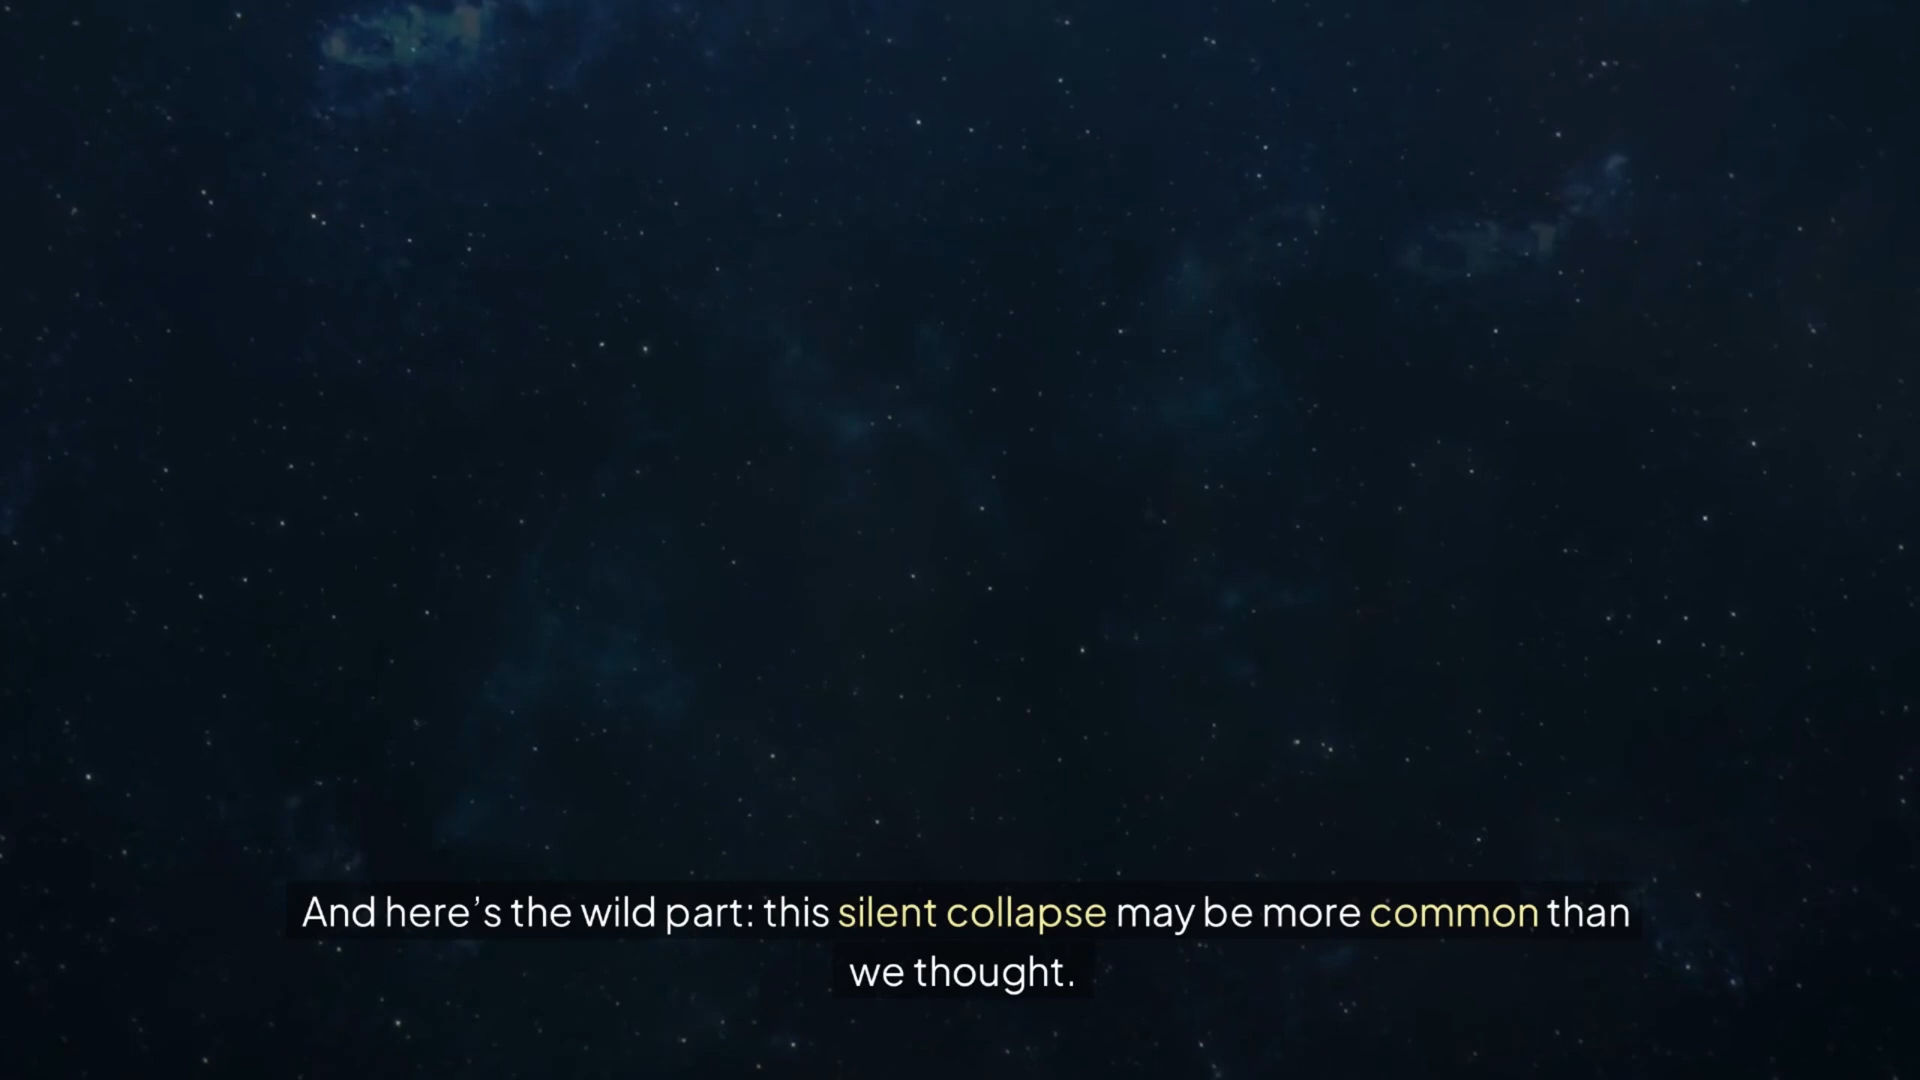 And here’s the wild part: this silent collapse may be more common than
we thought.